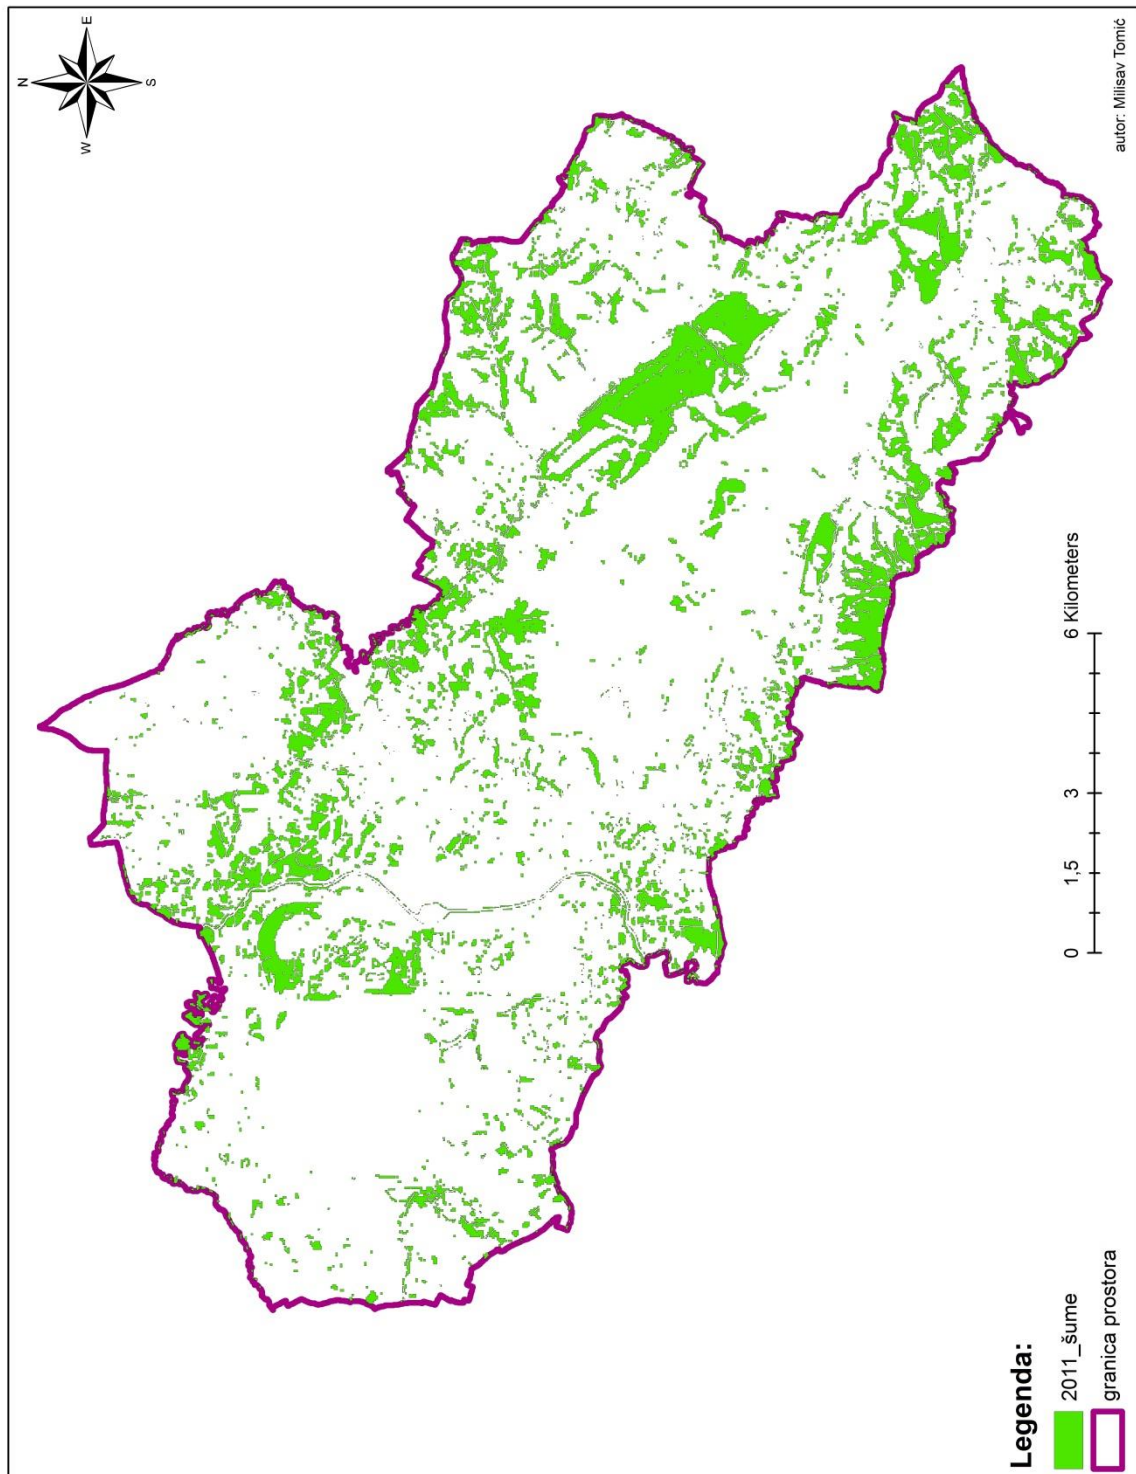 N
E
W
S
autor: Milisav Tomić
0 1,5 3 6 Kilometers
Legenda:
2011_šume
granica prostora